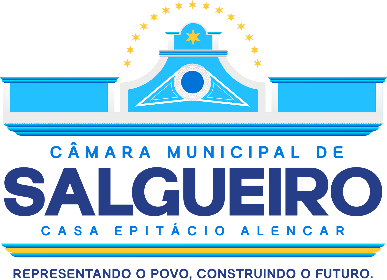 CÂMARA MUNICIPAL DE
SALGUEIRO
CASA EPITÁCIO ALENCAR
REPRESENTANDO O POVO, CONSTRUINDO O FUTURO.